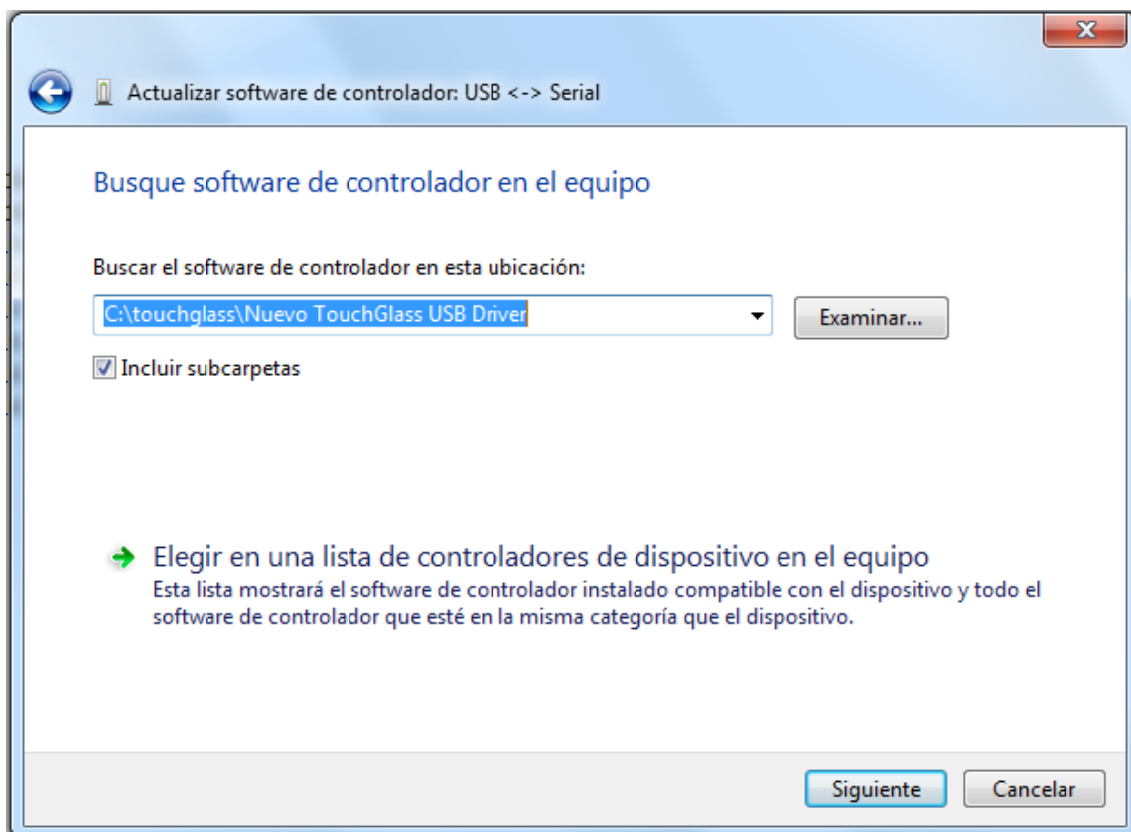 Actualizar software de controlador: USB <-> Serial
Busque software de controlador en el equipo
Buscar el software de controlador en esta ubicación:
C:\touchglass\Nuevo TouchGlass USB Driver
Examinar...
Incluir subcarpetas
Elegir en una lista de controladores de dispositivo en el equipo
Esta lista mostrará el software de controlador instalado compatible con el dispositivo y todo el
software de controlador que esté en la misma categoría que el dispositivo.
Siguiente
Cancelar